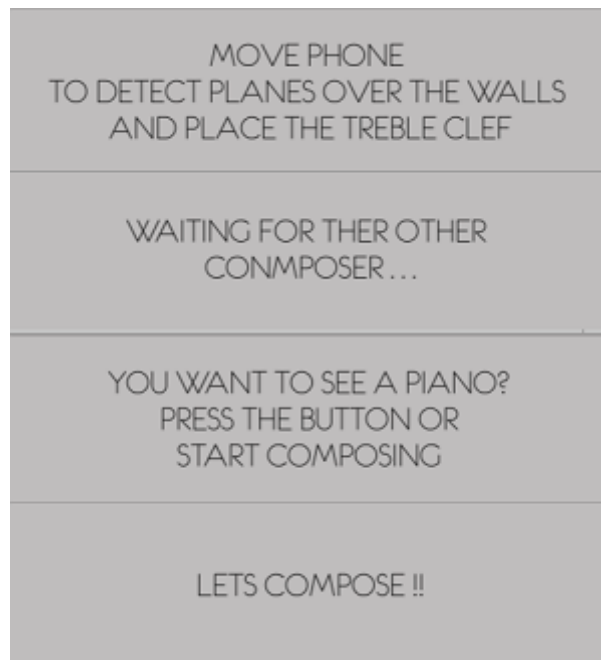 MOVE PHONE
TO DETECT PLANES OVER THE WALLS
AND PLACE THE TREBLE CLEF
WAITING FOR THER OTHER
CONMPOSER...
YOU WANT TO SEE A PIANO?
PRESS THE BUTTON OR
START COMPOSING
LETS COMPOSE !!